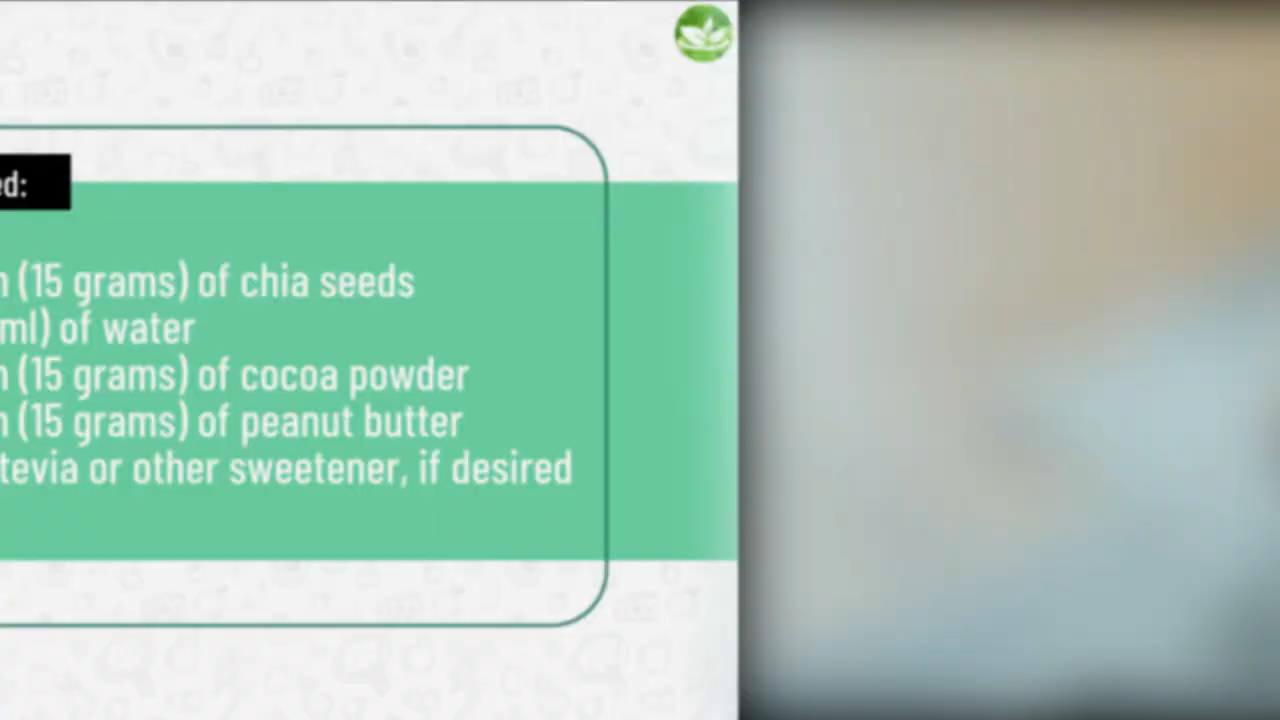 ed:
n (15 grams) of chia seeds
ml) of water
n (15 grams) of cocoa powder
n (15 grams) of peanut butter
tevia or other sweetener, if desired